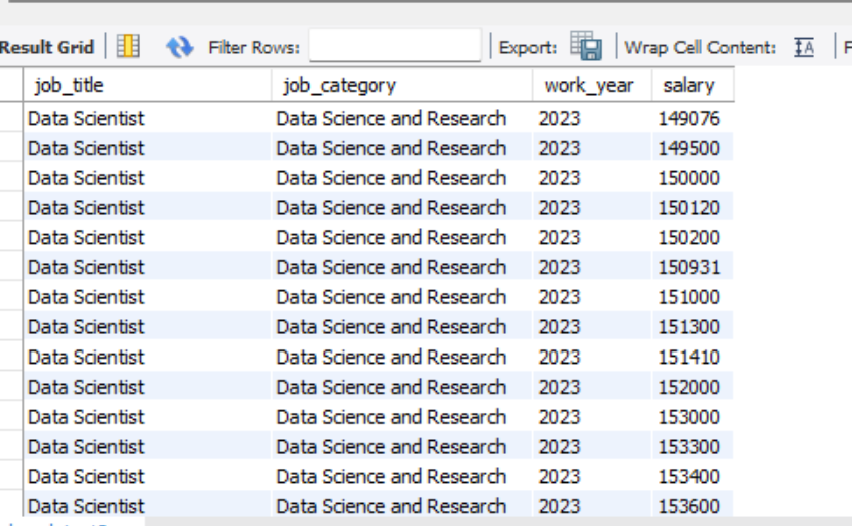 Result Grid Filter Rows: Export: Wrap Cell Content: IA F
job_title job_category work_year salary
Data Scientist Data Science and Research 2023 149076
Data Scientist Data Science and Research 2023 149500
Data Scientist Data Science and Research 2023 150000
Data Scientist Data Science and Research 2023 150120
Data Scientist Data Science and Research 2023 150200
Data Scientist Data Science and Research 2023 150931
Data Scientist Data Science and Research 2023 151000
Data Scientist Data Science and Research 2023 151300
Data Scientist Data Science and Research 2023 151410
Data Scientist Data Science and Research 2023 152000
Data Scientist Data Science and Research 2023 153000
Data Scientist Data Science and Research 2023 153300
Data Scientist Data Science and Research 2023 153400
Data Scientist Data Science and Research 2023 153600